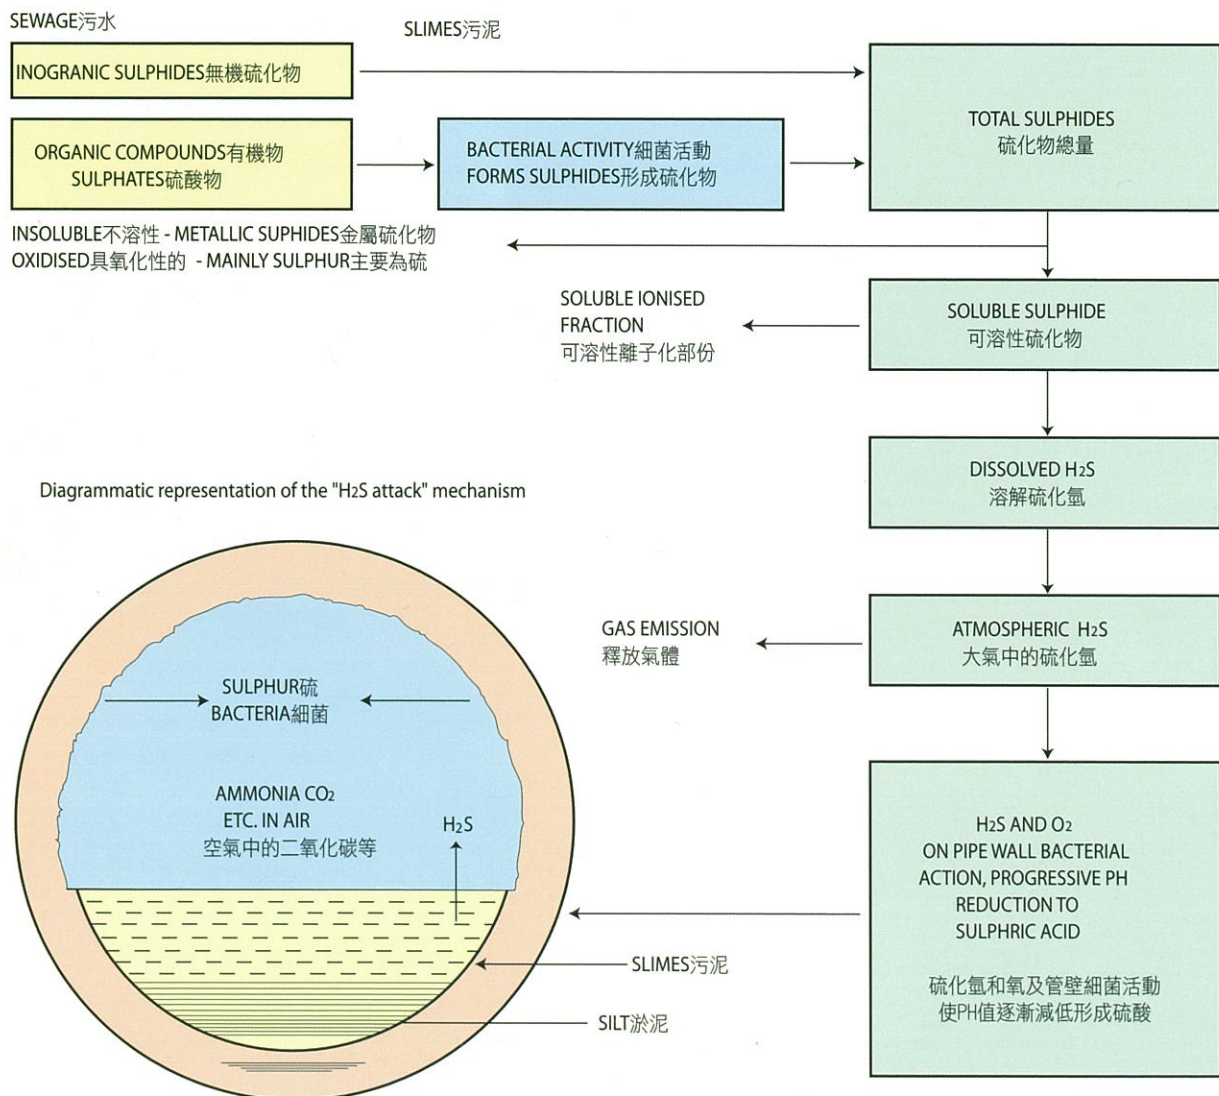 SEWAGE污水
SLIMES污泥
INOGRANIC SULPHIDES無機硫化物
ORGANIC COMPOUNDS有機物
SULPHATES硫酸物
BACTERIAL ACTIVITY細菌活動
FORMS SULPHIDES形成硫化物
TOTAL SULPHIDES
硫化物總量
INSOLUBLE不溶性 - METALLIC SUPHIDES金屬硫化物
OXIDISED具氧化性的 - MAINLY SULPHUR主要為硫
SOLUBLE IONISED
FRACTION
可溶性離子化部份
SOLUBLE SULPHIDE
可溶性硫化物
DISSOLVED H2S
溶解硫化氫
Diagrammatic representation of the "H2S attack" mechanism
GAS EMISSION
釋放氣體
ATMOSPHERIC H2S
大氣中的硫化氫
SULPHUR硫
BACTERIA細菌
AMMONIA CO2
ETC. IN AIR
空氣中的二氧化碳等
H2S
SLIMES污泥
SILT淤泥
H2S AND O2
ON PIPE WALL BACTERIAL
ACTION, PROGRESSIVE PH
REDUCTION TO
SULPHRIC ACID
硫化氫和氧及管壁細菌活動
使PH值逐漸減低形成硫酸